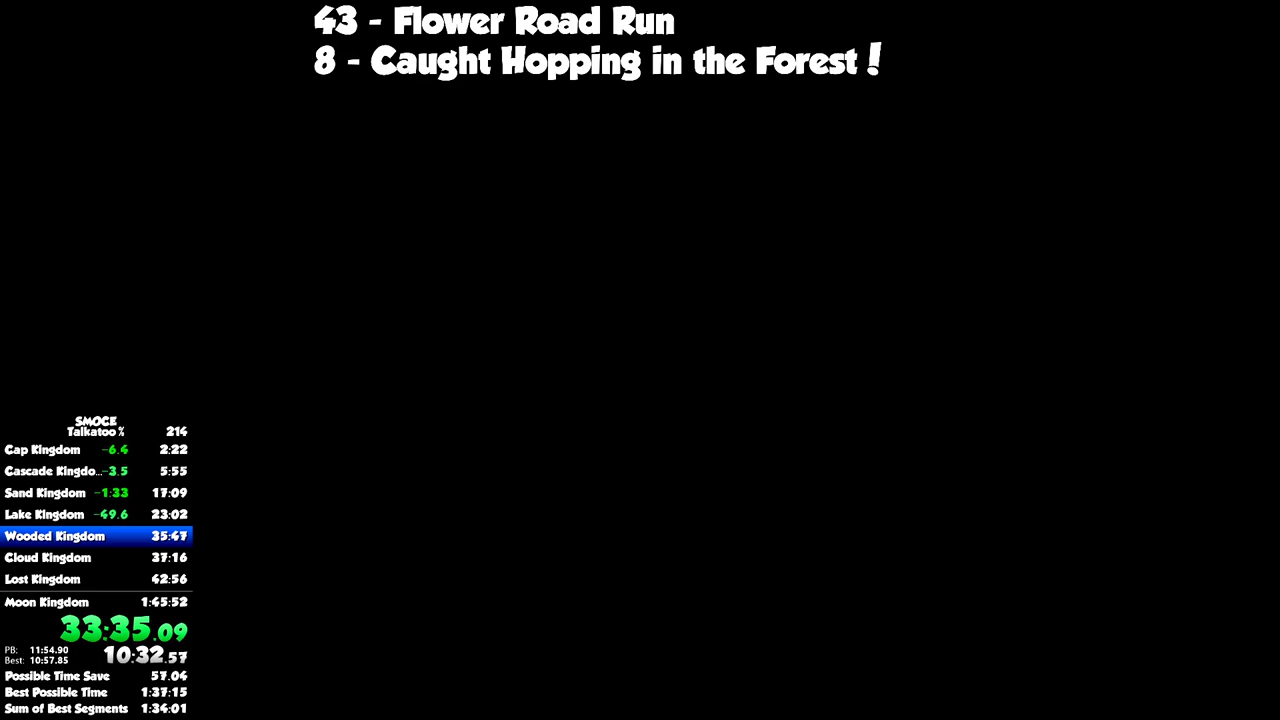 43 - Flower Road Run
8 - Caught Hopping in the Forest!
SMOCE
Talkatoo% 214
Cap Kingdom -6.4 2:22
Cascade Kingdo... -3.5 5:55
Sand Kingdom -1:33 17:09
Lake Kingdom -49.6 23:02
Wooded Kingdom 35:47
Cloud Kingdom 37:16
Lost Kingdom 42:56
Moon Kingdom 1:45:52
33:35.09
PB: 11:54.90
Best: 10:57.85
10:32.57
Possible Time Save 57.04
Best Possible Time 1:37:15
Sum of Best Segments 1:34:01